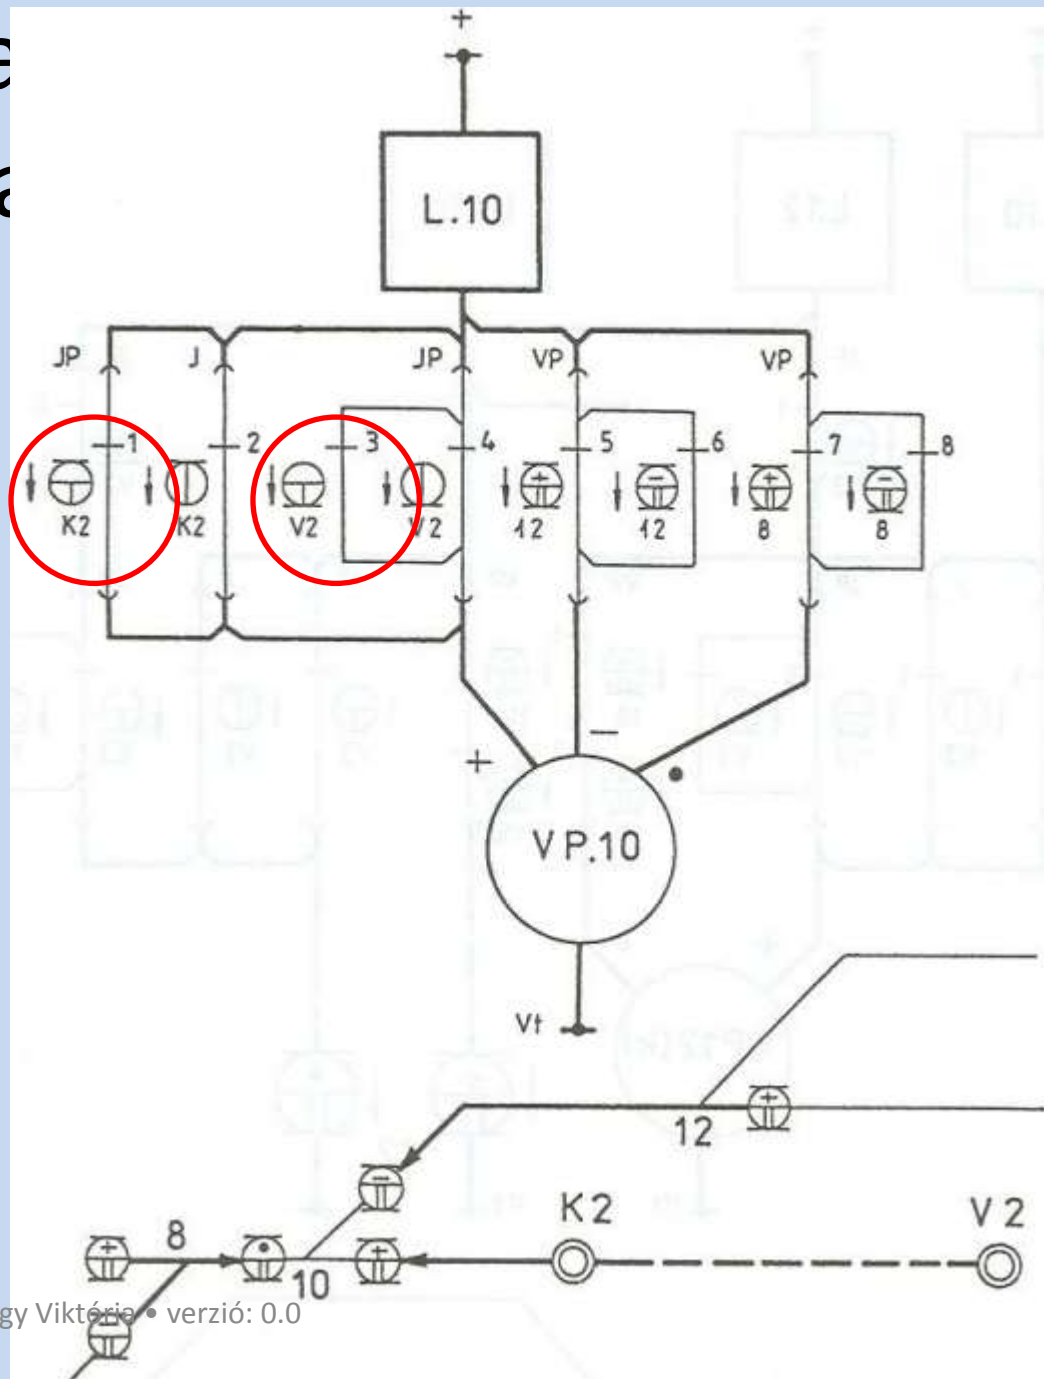 +
L.10
JP J JP VP VP
1 2 3 4 5 6 7 8
K2 K2 V2 V2 12 12 8 8
+ − •
VP.10
Vt
12
K2 V2
8
10
gy Viktória • verzió: 0.0